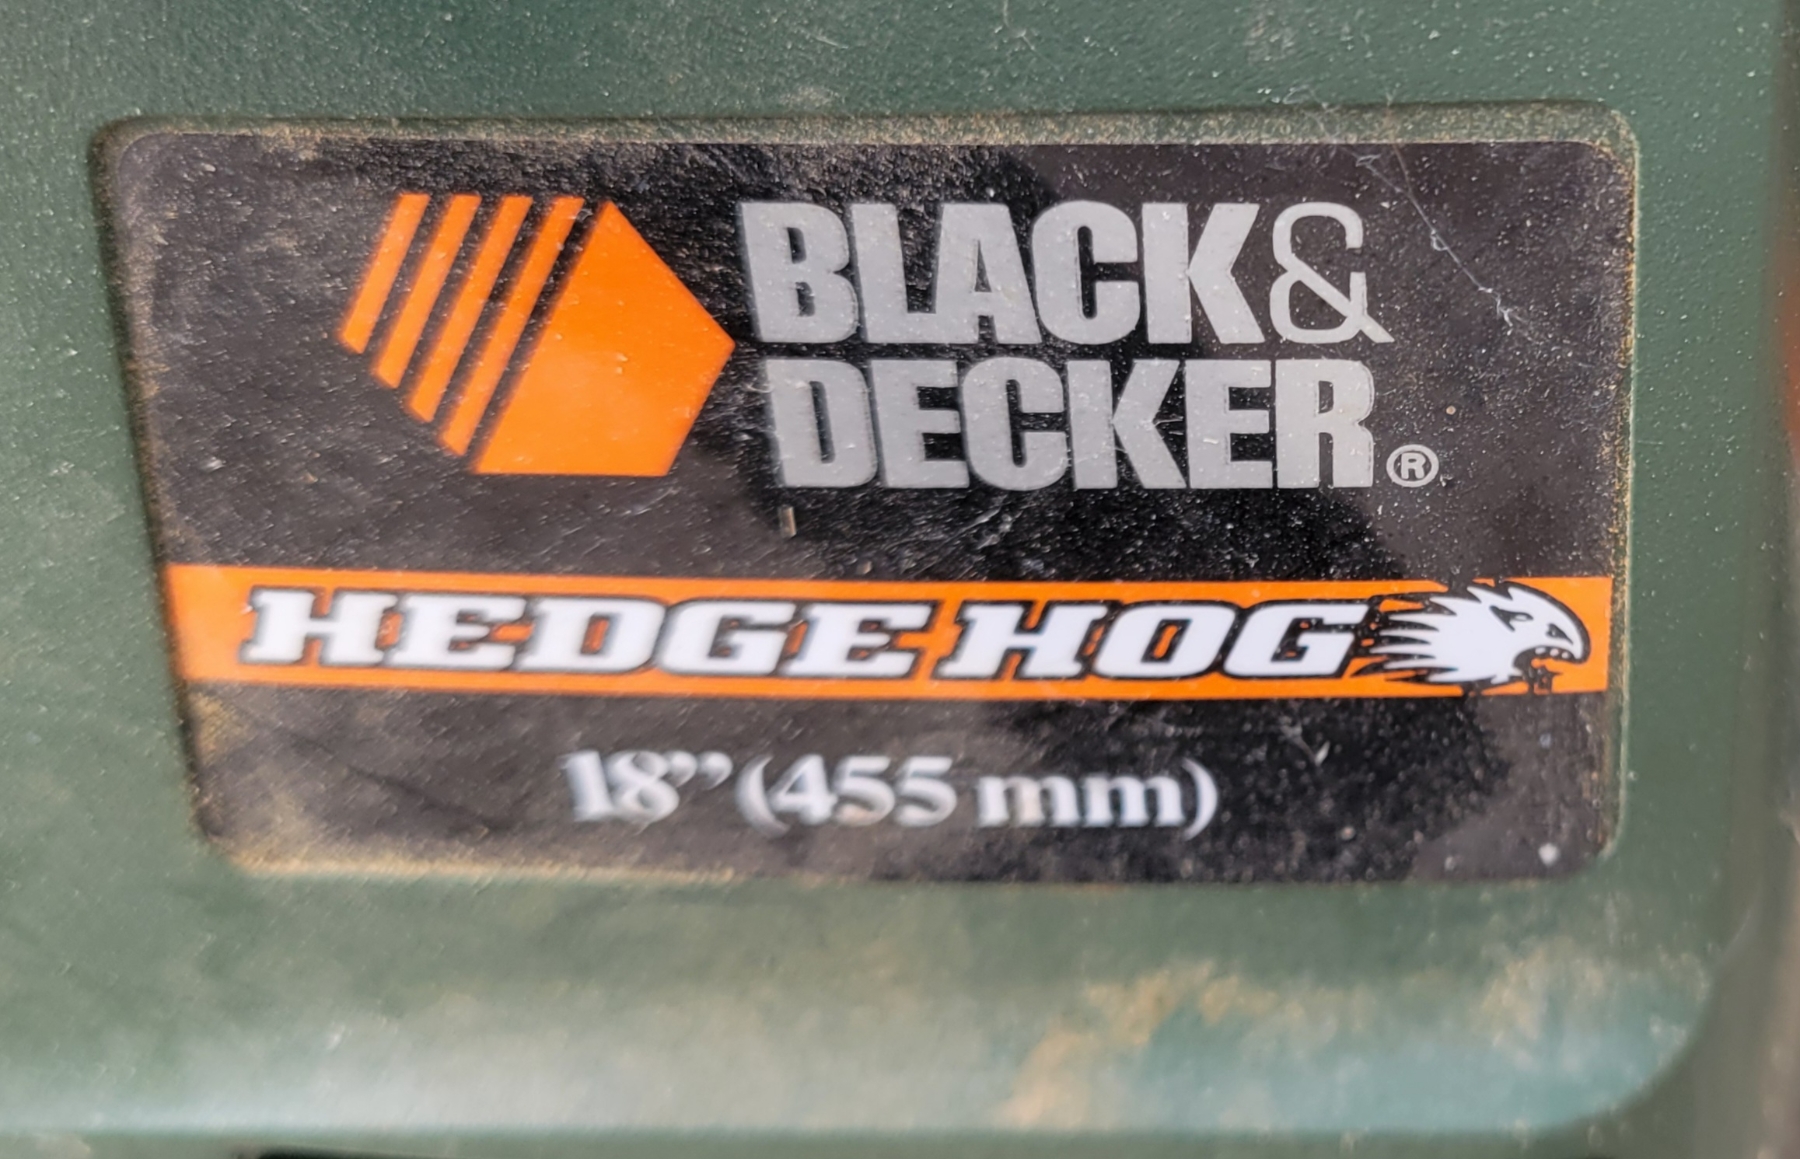 BLACK&
DECKER®
HEDGE HOG
18” (455 mm)